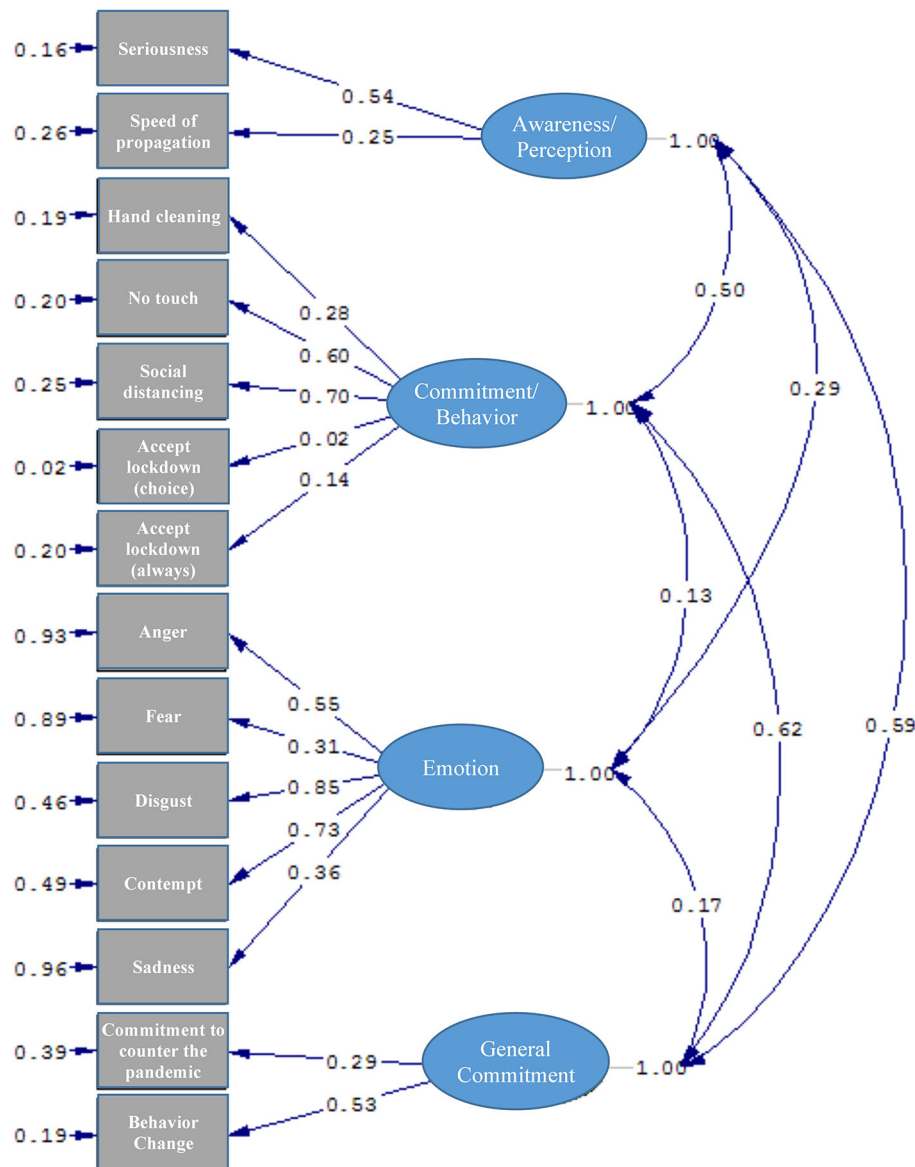 0.16
Seriousness
0.54
0.26
Speed of
propagation
0.25
Awareness/
Perception
1.00
0.19
Hand cleaning
0.28
0.20
No touch
0.60
0.25
Social
distancing
0.70
0.02
Accept
lockdown
(choice)
0.02
0.20
Accept
lockdown
(always)
0.14
Commitment/
Behavior
1.00
0.50
0.29
0.13
0.62
0.59
0.93
Anger
0.55
0.89
Fear
0.31
0.46
Disgust
0.85
0.49
Contempt
0.73
0.96
Sadness
0.36
Emotion
1.00
0.17
0.39
Commitment to
counter the
pandemic
0.29
0.19
Behavior
Change
0.53
General
Commitment
1.00